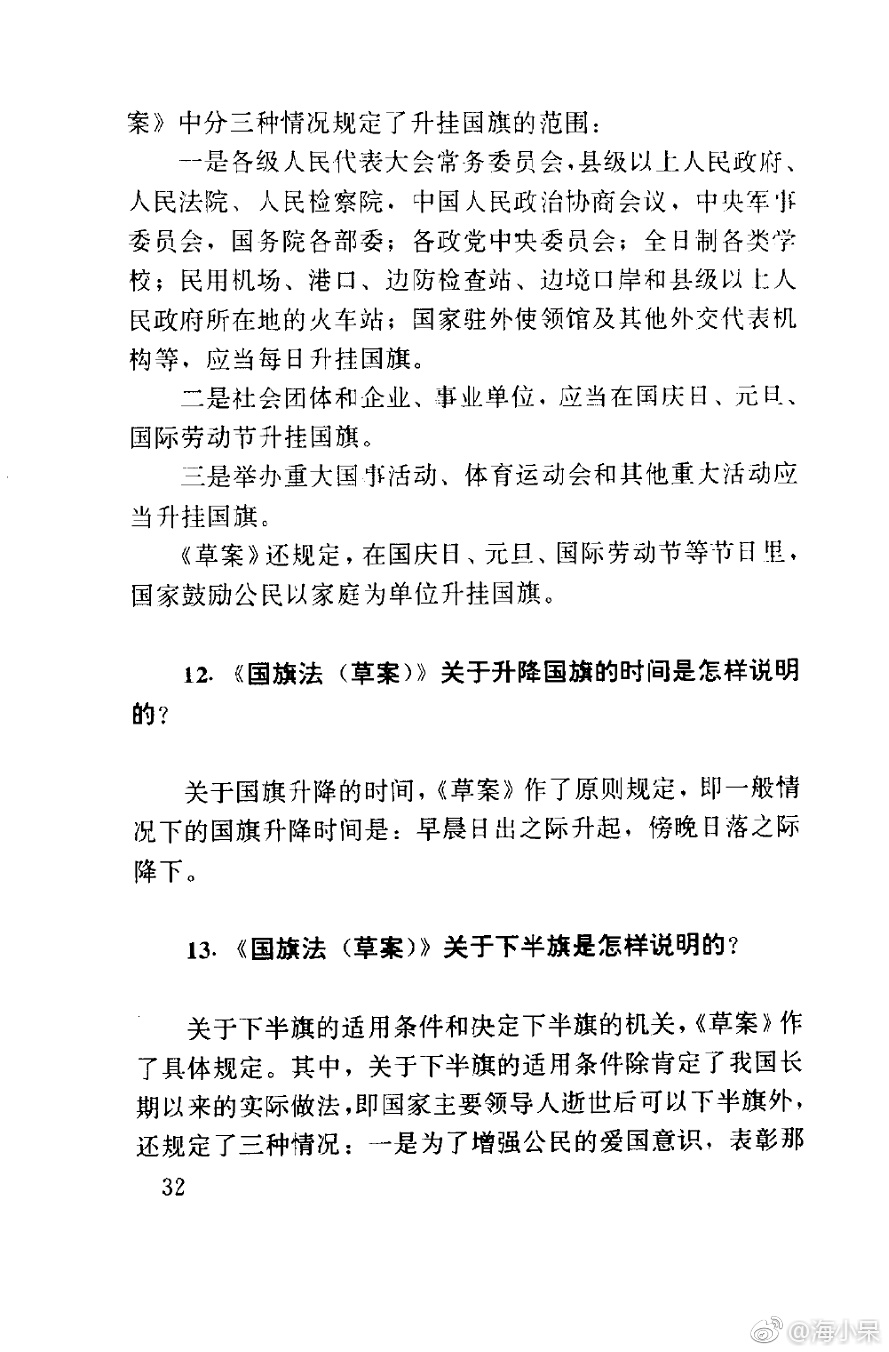 案》中分三种情况规定了升挂国旗的范围：
一是各级人民代表大会常务委员会，县级以上人民政府、
人民法院、人民检察院，中国人民政治协商会议，中央军事
委员会，国务院各部委；各政党中央委员会；全日制各类学
校；民用机场、港口、边防检查站、边境口岸和县级以上人
民政府所在地的火车站；国家驻外使领馆及其他外交代表机
构等，应当每日升挂国旗。
二是社会团体和企业、事业单位，应当在国庆日、元旦、
国际劳动节升挂国旗。
三是举办重大国事活动、体育运动会和其他重大活动应
当升挂国旗。
《草案》还规定，在国庆日、元旦、国际劳动节等节日里，
国家鼓励公民以家庭为单位升挂国旗。
12.《国旗法（草案）》关于升降国旗的时间是怎样说明
的？
关于国旗升降的时间，《草案》作了原则规定，即一般情
况下的国旗升降时间是：早晨日出之际升起，傍晚日落之际
降下。
13.《国旗法（草案）》关于下半旗是怎样说明的？
关于下半旗的适用条件和决定下半旗的机关，《草案》作
了具体规定。其中，关于下半旗的适用条件除肯定了我国长
期以来的实际做法，即国家主要领导人逝世后可以下半旗外，
还规定了三种情况：一是为了增强公民的爱国意识，表彰那
32
@海小呆